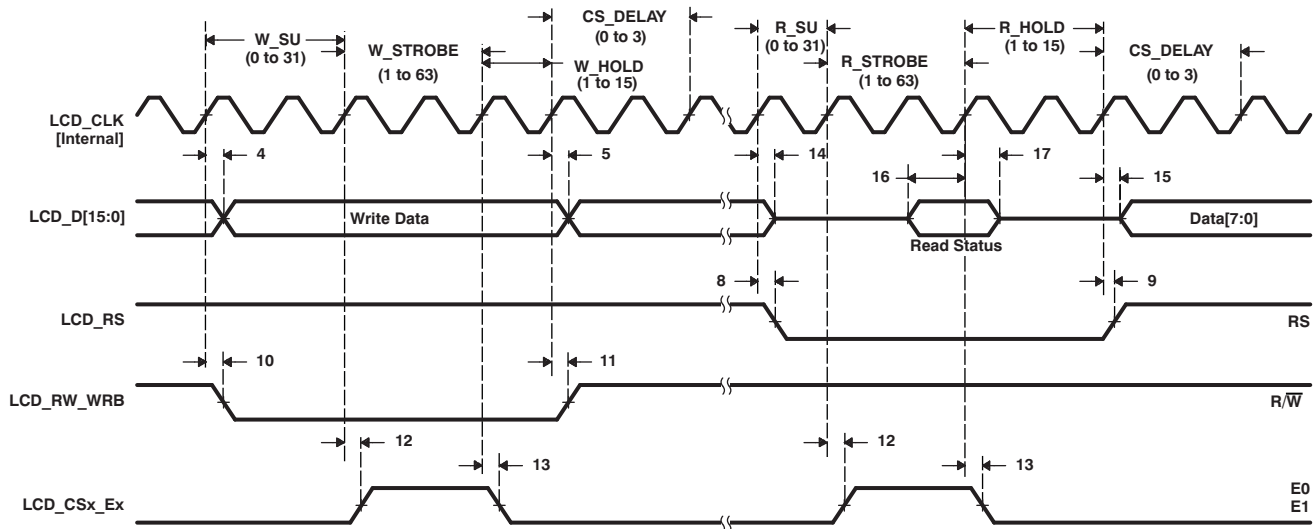 W_SU
(0 to 31)
W_STROBE
(1 to 63)
CS_DELAY
(0 to 3)
W_HOLD
(1 to 15)
R_SU
(0 to 31)
R_STROBE
(1 to 63)
R_HOLD
(1 to 15)
CS_DELAY
(0 to 3)
LCD_CLK
[Internal]
4
5
14
16
17
15
LCD_D[15:0]
Write Data
Read Status
Data[7:0]
8
9
LCD_RS
RS
10
11
LCD_RW_WRB
R/W
12
13
12
13
LCD_CSx_Ex
E0
E1